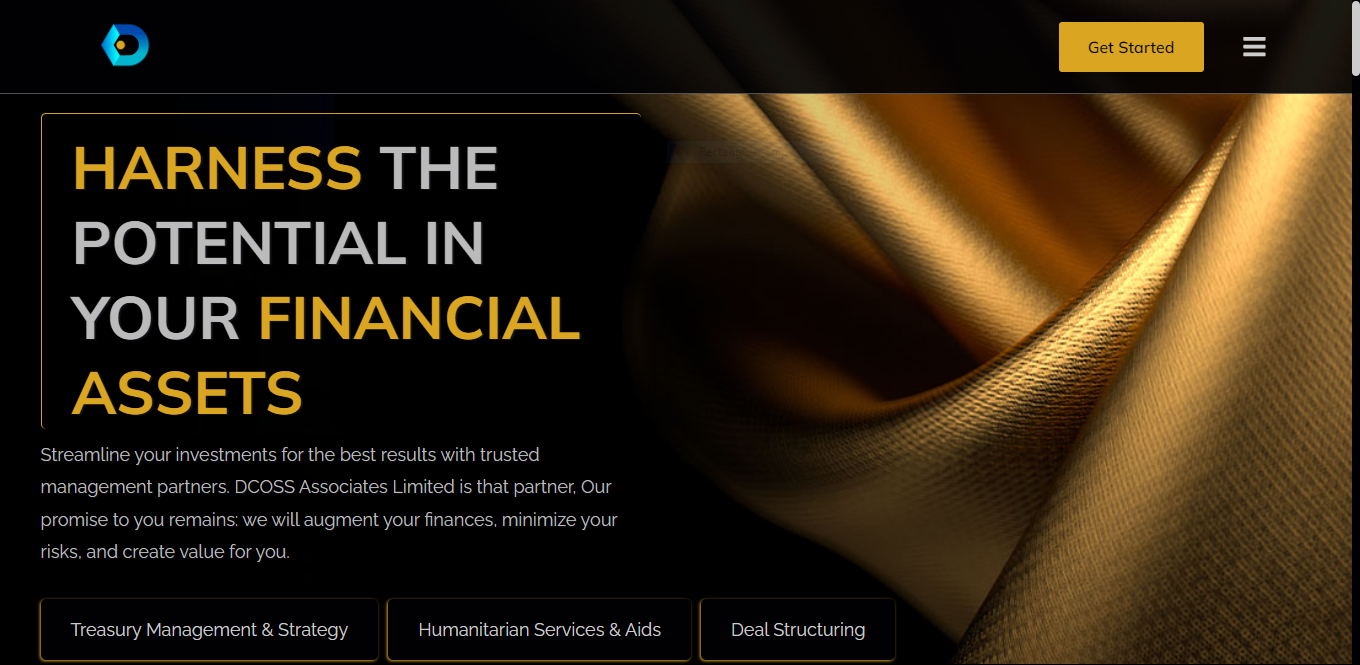 Get Started
HARNESS THE
POTENTIAL IN
YOUR FINANCIAL
ASSETS
Streamline your investments for the best results with trusted
management partners. DCOSS Associates Limited is that partner, Our
promise to you remains: we will augment your finances, minimize your
risks, and create value for you.
Treasury Management & Strategy
Humanitarian Services & Aids
Deal Structuring